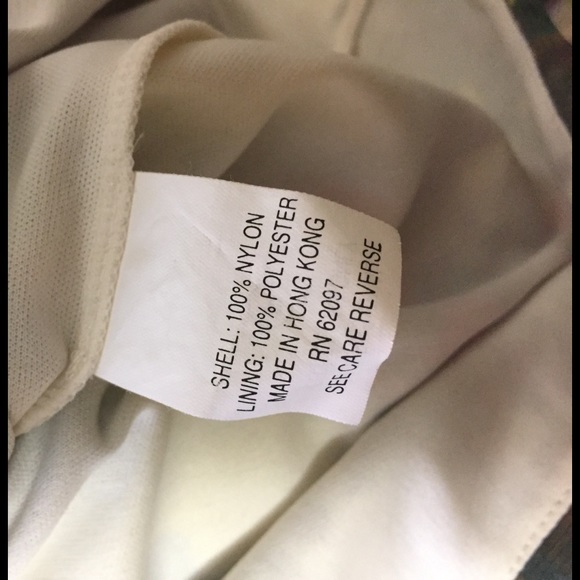 SHELL: 100% NYLON
LINING: 100% POLYESTER
MADE IN HONG KONG
RN 62097
SEE CARE REVERSE